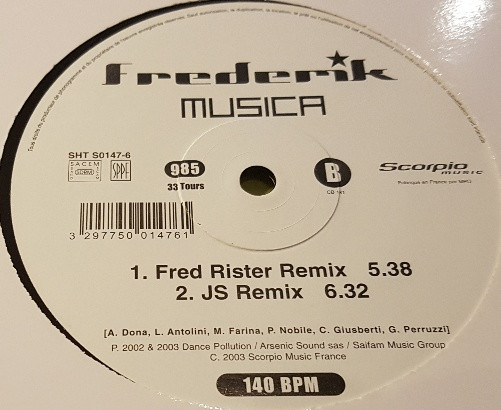 frederik
MUSICA
SHT S0147-6
SACEM
SDRM
SPPF
985
33 Tours
B
Scorpio
music
3 297750 014761
1. Fred Rister Remix 5.38
2. JS Remix 6.32
[A. Dona, L. Antolini, M. Farina, P. Nobile, C. Giusberti, G. Perruzzi]
P. 2002 & 2003 Dance Pollution / Arsenic Sound sas / Saifam Music Group
C. 2003 Scorpio Music France
140 BPM